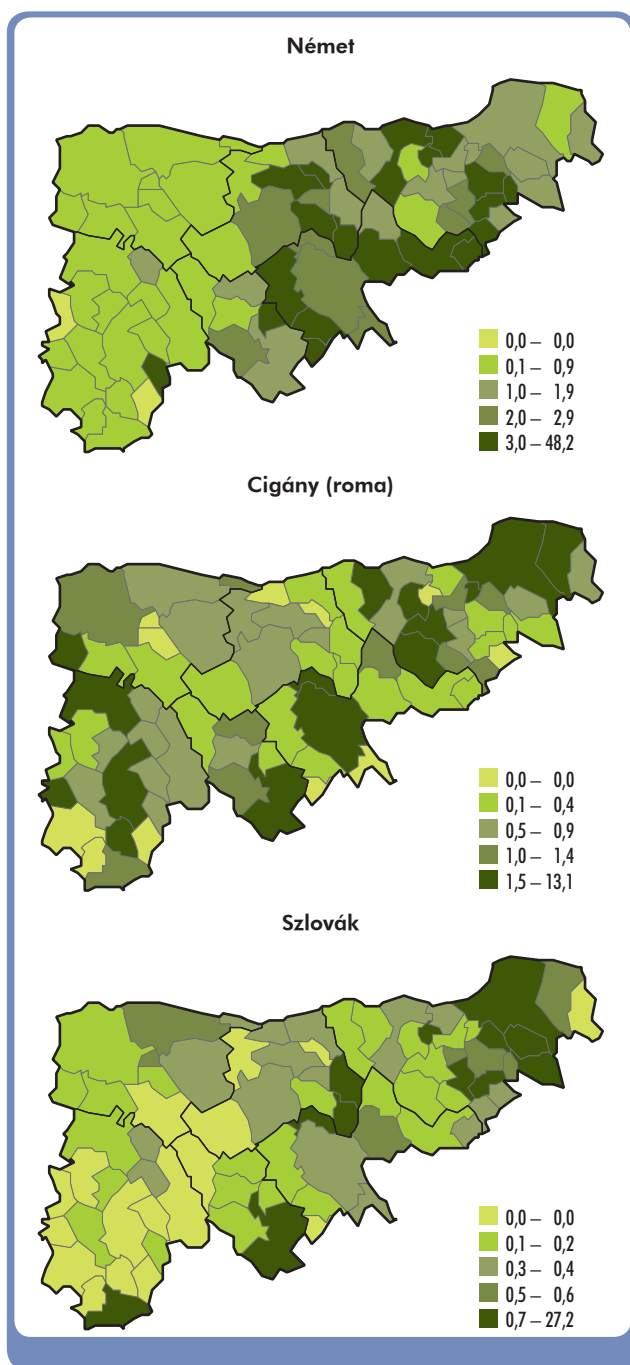 Német
0,0 – 0,0
0,1 – 0,9
1,0 – 1,9
2,0 – 2,9
3,0 – 48,2
Cigány (roma)
0,0 – 0,0
0,1 – 0,4
0,5 – 0,9
1,0 – 1,4
1,5 – 13,1
Szlovák
0,0 – 0,0
0,1 – 0,2
0,3 – 0,4
0,5 – 0,6
0,7 – 27,2